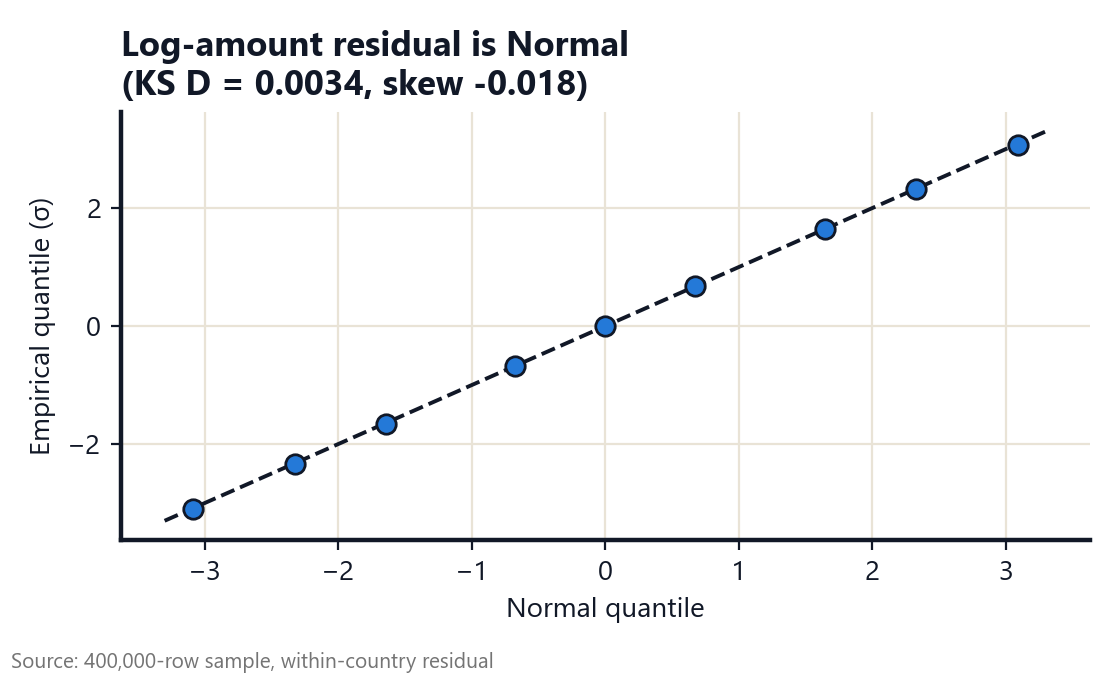 Log-amount residual is Normal
(KS D = 0.0034, skew -0.018)
Empirical quantile (σ)
2
0
−2
−3
−2
−1
0
1
2
3
Normal quantile
Source: 400,000-row sample, within-country residual